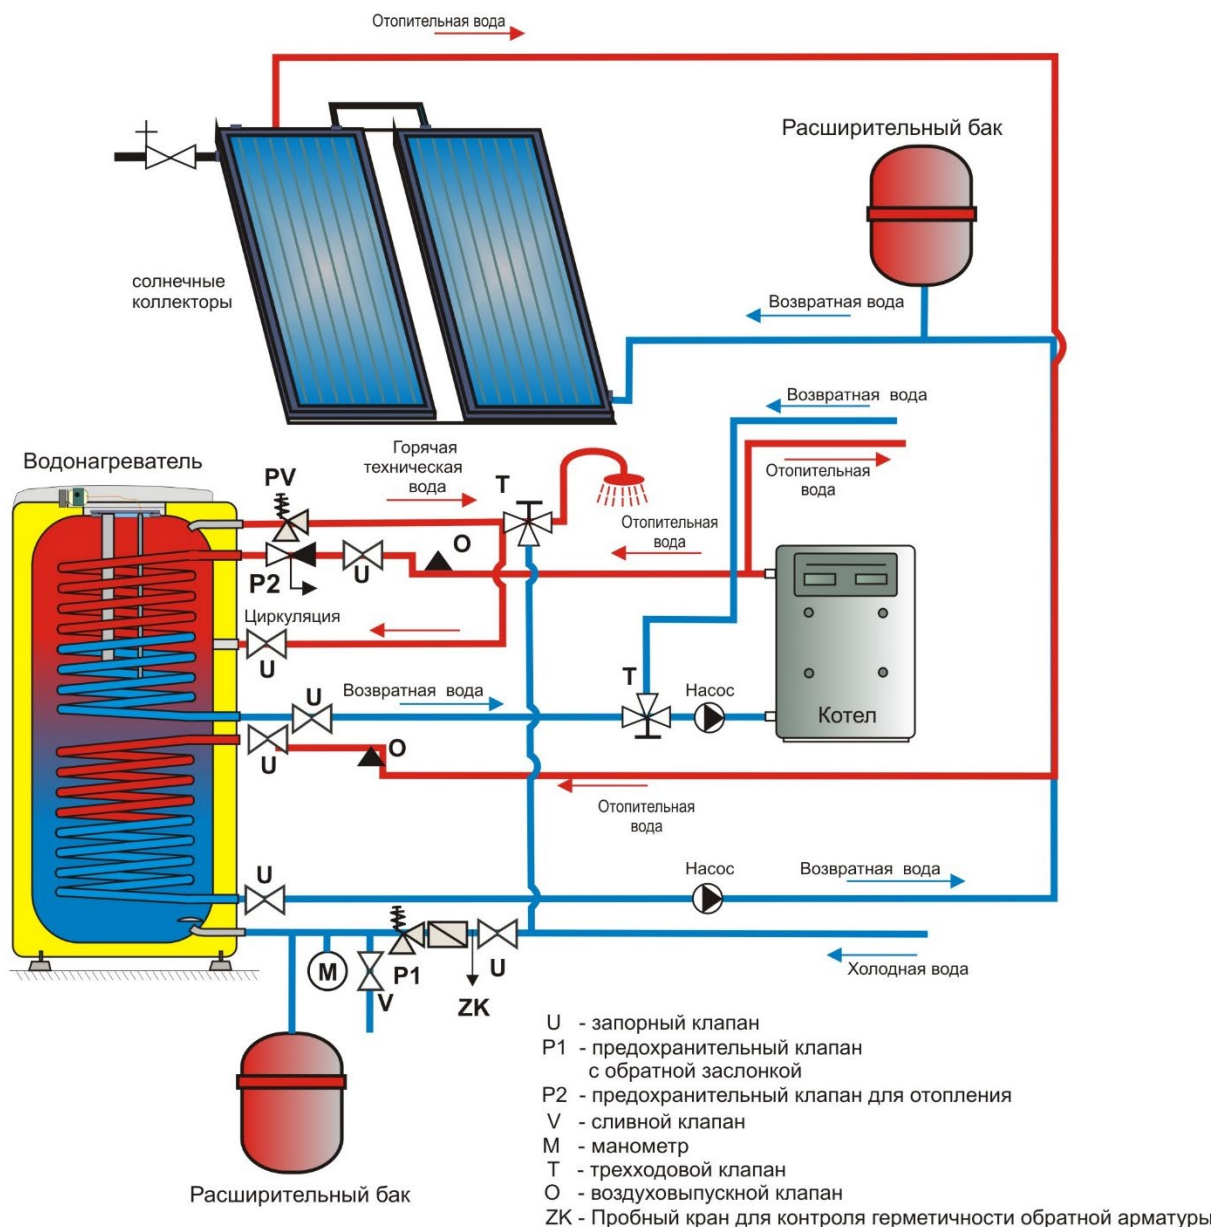 Отопительная вода
Расширительный бак
солнечные
коллекторы
Возвратная вода
Возвратная вода
Водонагреватель
PV
Горячая
техническая
вода
T
Отопительная
вода
Отопительная
вода
O
P2
U
Циркуляция
U
Возвратная вода
U
T
Насос
Котел
U
O
Отопительная
вода
U
Насос
Возвратная вода
M
V
P1
ZK
U
Холодная вода
Расширительный бак
U - запорный клапан
P1 - предохранительный клапан
с обратной заслонкой
P2 - предохранительный клапан для отопления
V - сливной клапан
M - манометр
T - трехходовой клапан
O - воздуховыпускной клапан
ZK - Пробный кран для контроля герметичности обратной арматуры